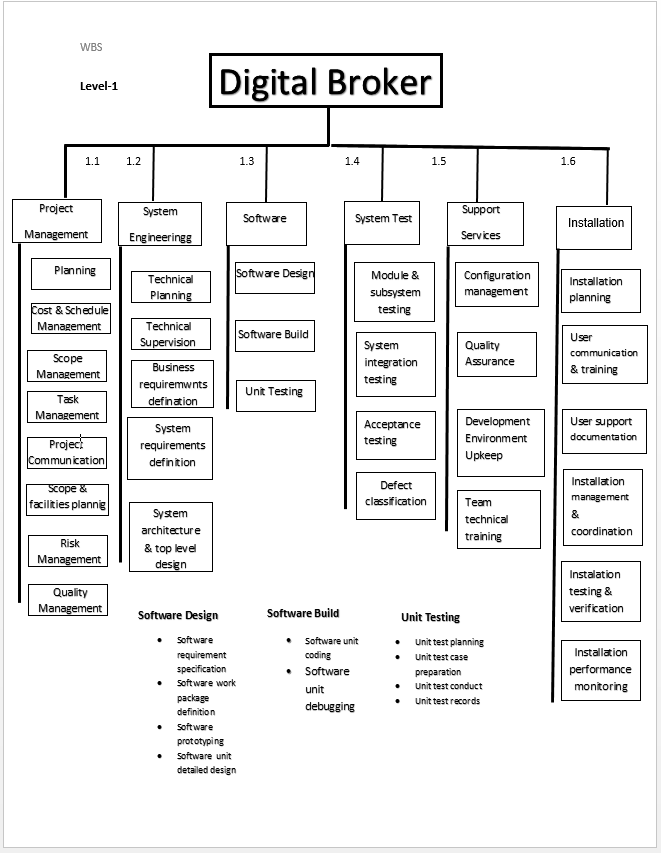 WBS
Level-1
Digital Broker
1.1
1.2
1.3
1.4
1.5
1.6
Project
Management
Planning
Cost & Schedule
Management
Scope
Management
Task
Management
Project
Communication
Scope &
facilities plannig
Risk
Management
Quality
Management
System
Engineeringg
Technical
Planning
Technical
Supervision
Business
requiremwnts
defination
System
requirements
definition
System
architecture
& top level
design
Software
Software Design
Software Build
Unit Testing
System Test
Module &
subsystem
testing
System
integration
testing
Acceptance
testing
Defect
classification
Support
Services
Configuration
management
Quality
Assurance
Development
Environment
Upkeep
Team
technical
training
Installation
Installation
planning
User
communication
& training
User support
documentation
Installation
management
&
coordination
Instalation
testing &
verification
Installation
performance
monitoring
Software Design
• Software
requirement
specification
• Software work
package
definition
• Software
prototyping
• Software unit
detailed design
Software Build
• Software unit
coding
• Software
unit
debugging
Unit Testing
• Unit test planning
• Unit test case
preparation
• Unit test conduct
• Unit test records